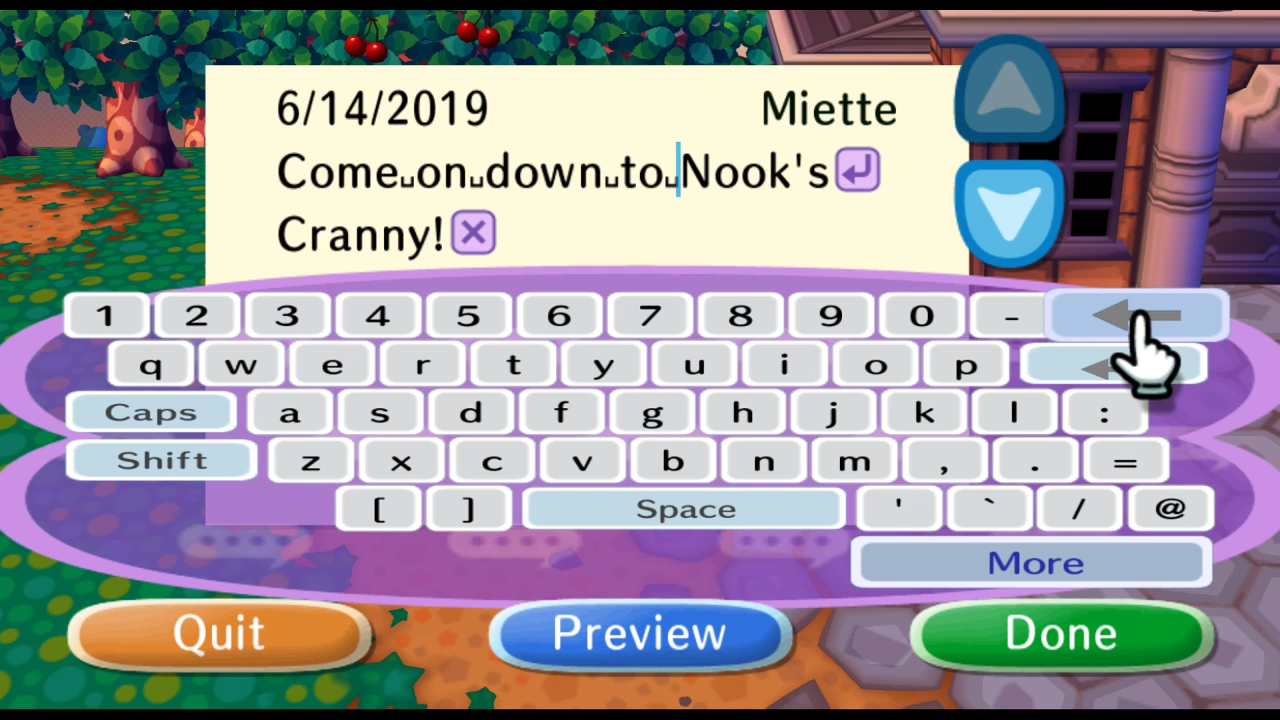 6/14/2019 Miette
Come on down to Nook's
Cranny!
1 2 3 4 5 6 7 8 9 0 -
q w e r t y u i o p
Caps a s d f g h j k l :
Shift z x c v b n m , . =
[ ] Space ' ` / @
More
Quit Preview Done